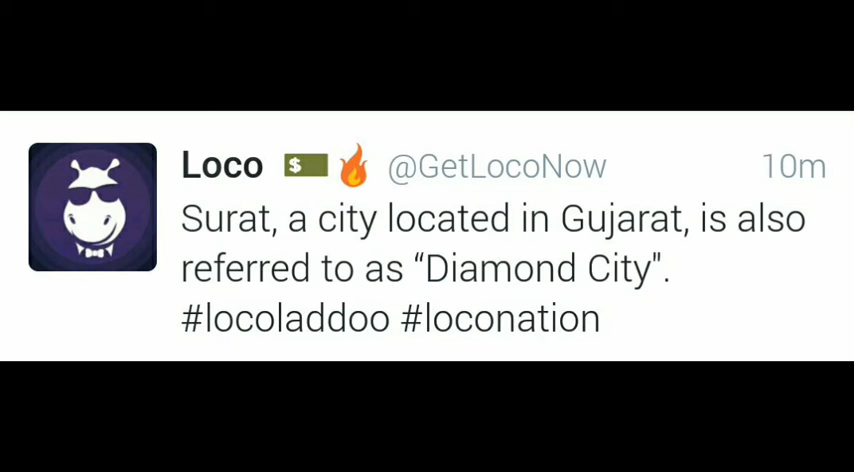 Loco 💵🔥 @GetLocoNow 10m
Surat, a city located in Gujarat, is also
referred to as “Diamond City".
#locoladdoo #loconation